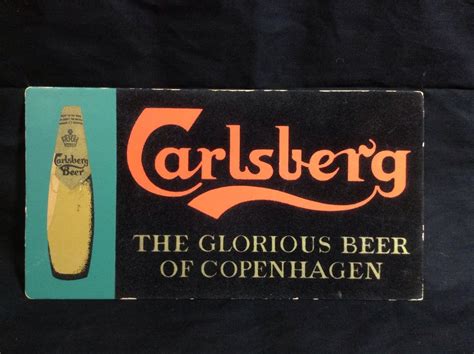 Carlsberg
Beer
Carlsberg
THE GLORIOUS BEER
OF COPENHAGEN